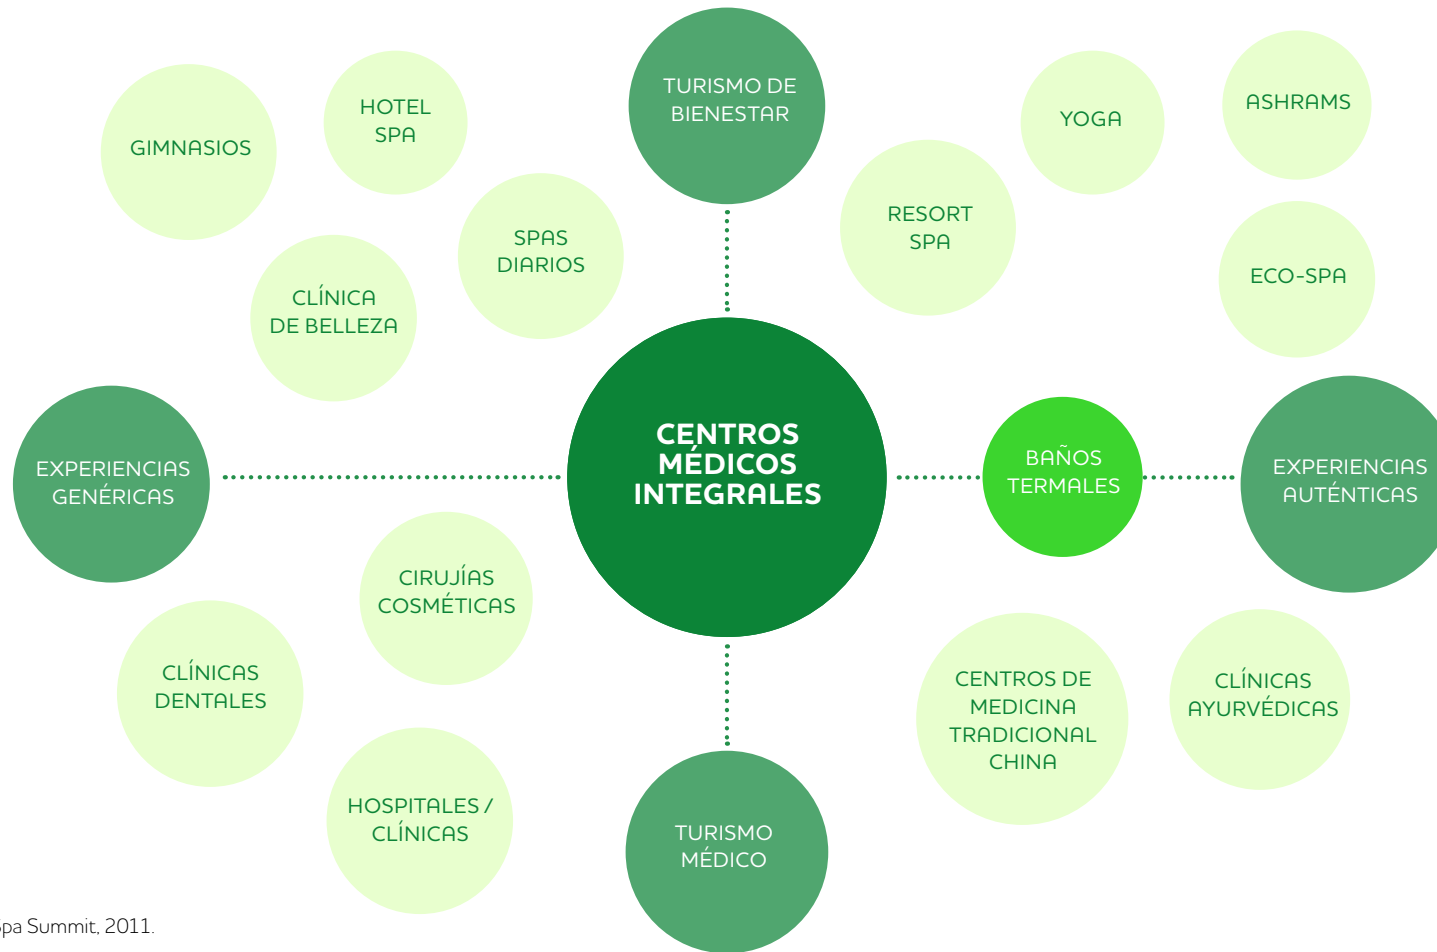 TURISMO DE
BIENESTAR
GIMNASIOS
HOTEL
SPA
SPAS
DIARIOS
CLÍNICA
DE BELLEZA
RESORT
SPA
YOGA
ASHRAMS
ECO-SPA
EXPERIENCIAS
GENÉRICAS
CENTROS
MÉDICOS
INTEGRALES
BAÑOS
TERMALES
EXPERIENCIAS
AUTÉNTICAS
CIRUJÍAS
COSMÉTICAS
CLÍNICAS
DENTALES
HOSPITALES /
CLÍNICAS
TURISMO
MÉDICO
CENTROS DE
MEDICINA
TRADICIONAL
CHINA
CLÍNICAS
AYURVÉDICAS
Spa Summit, 2011.